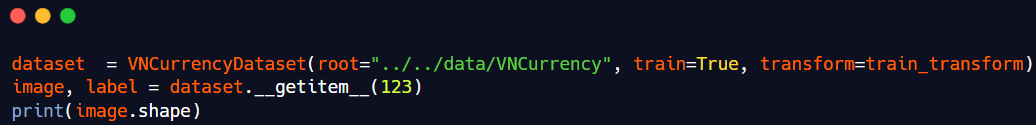 dataset  = VNCurrencyDataset(root="../../data/VNCurrency", train=True, transform=train_transform)
image, label = dataset.__getitem__(123)
print(image.shape)